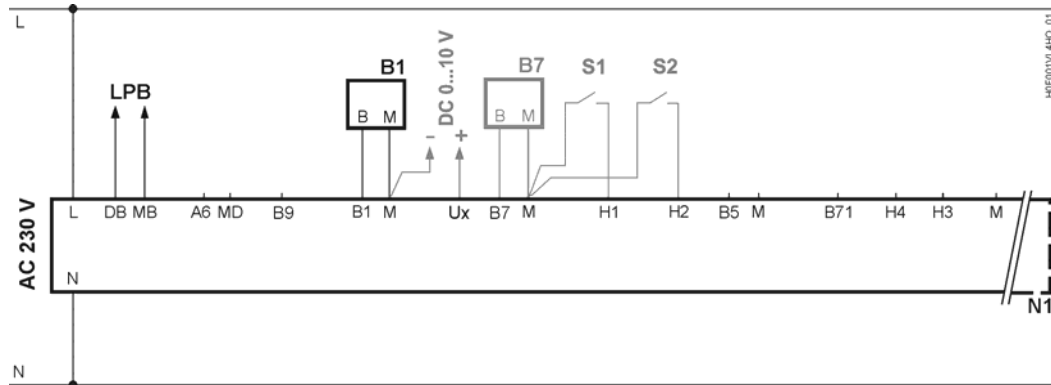 L
H0F001VL4HQ_01
LPB
B1
DC 0...10 V
B7
S1
S2
B M
– +
B M
L DB MB A6 MD B9 B1 M Ux B7 M H1 H2 B5 M B71 H4 H3 M
AC 230 V
N
N1
N